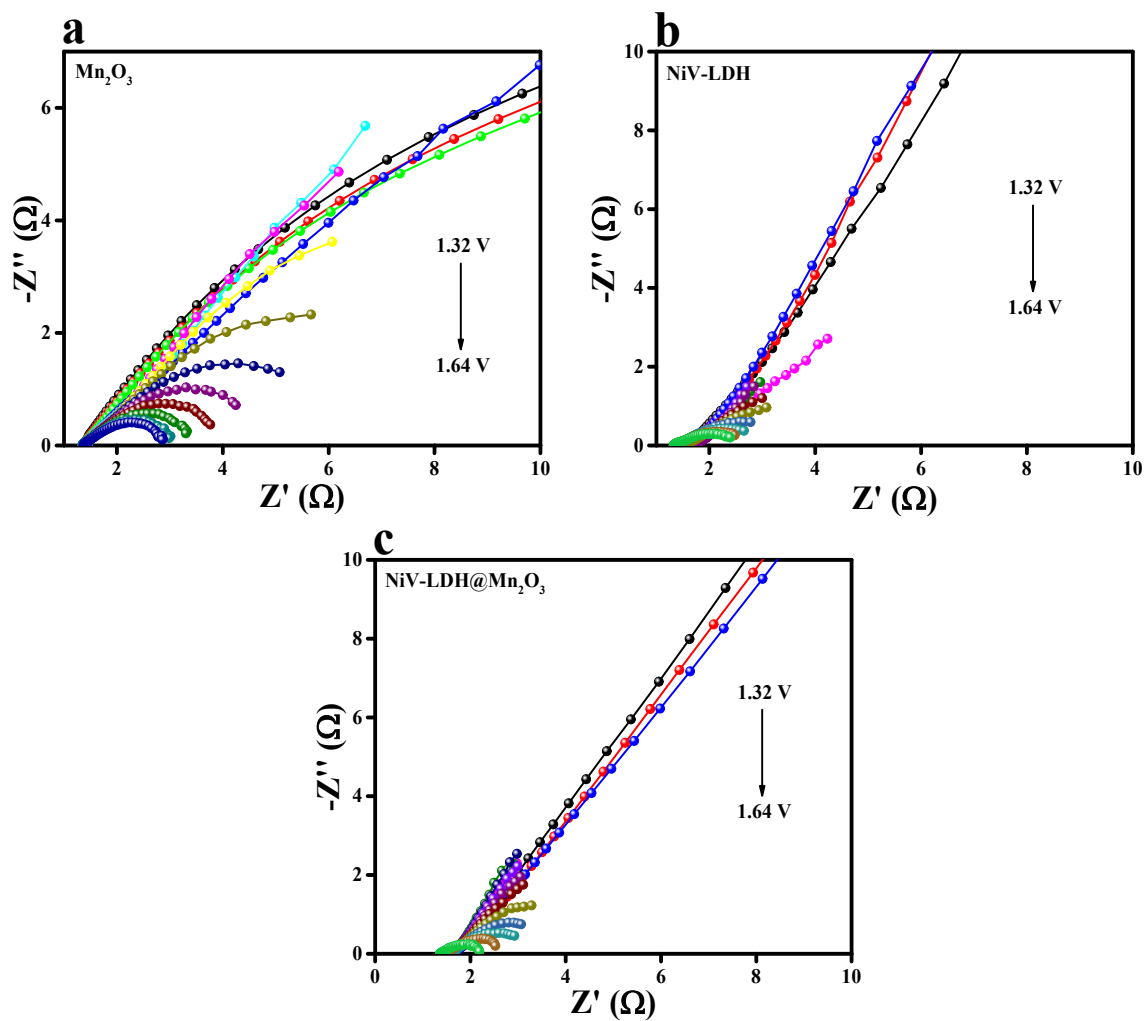 a
Mn₂O₃
6
4
2
0
-Z'' (Ω)
1.32 V
1.64 V
2 4 6 8 10
Z' (Ω)
b
NiV-LDH
10
8
6
4
2
0
-Z'' (Ω)
1.32 V
1.64 V
2 4 6 8 10
Z' (Ω)
c
NiV-LDH@Mn₂O₃
10
8
6
4
2
0
-Z'' (Ω)
1.32 V
1.64 V
0 2 4 6 8 10
Z' (Ω)